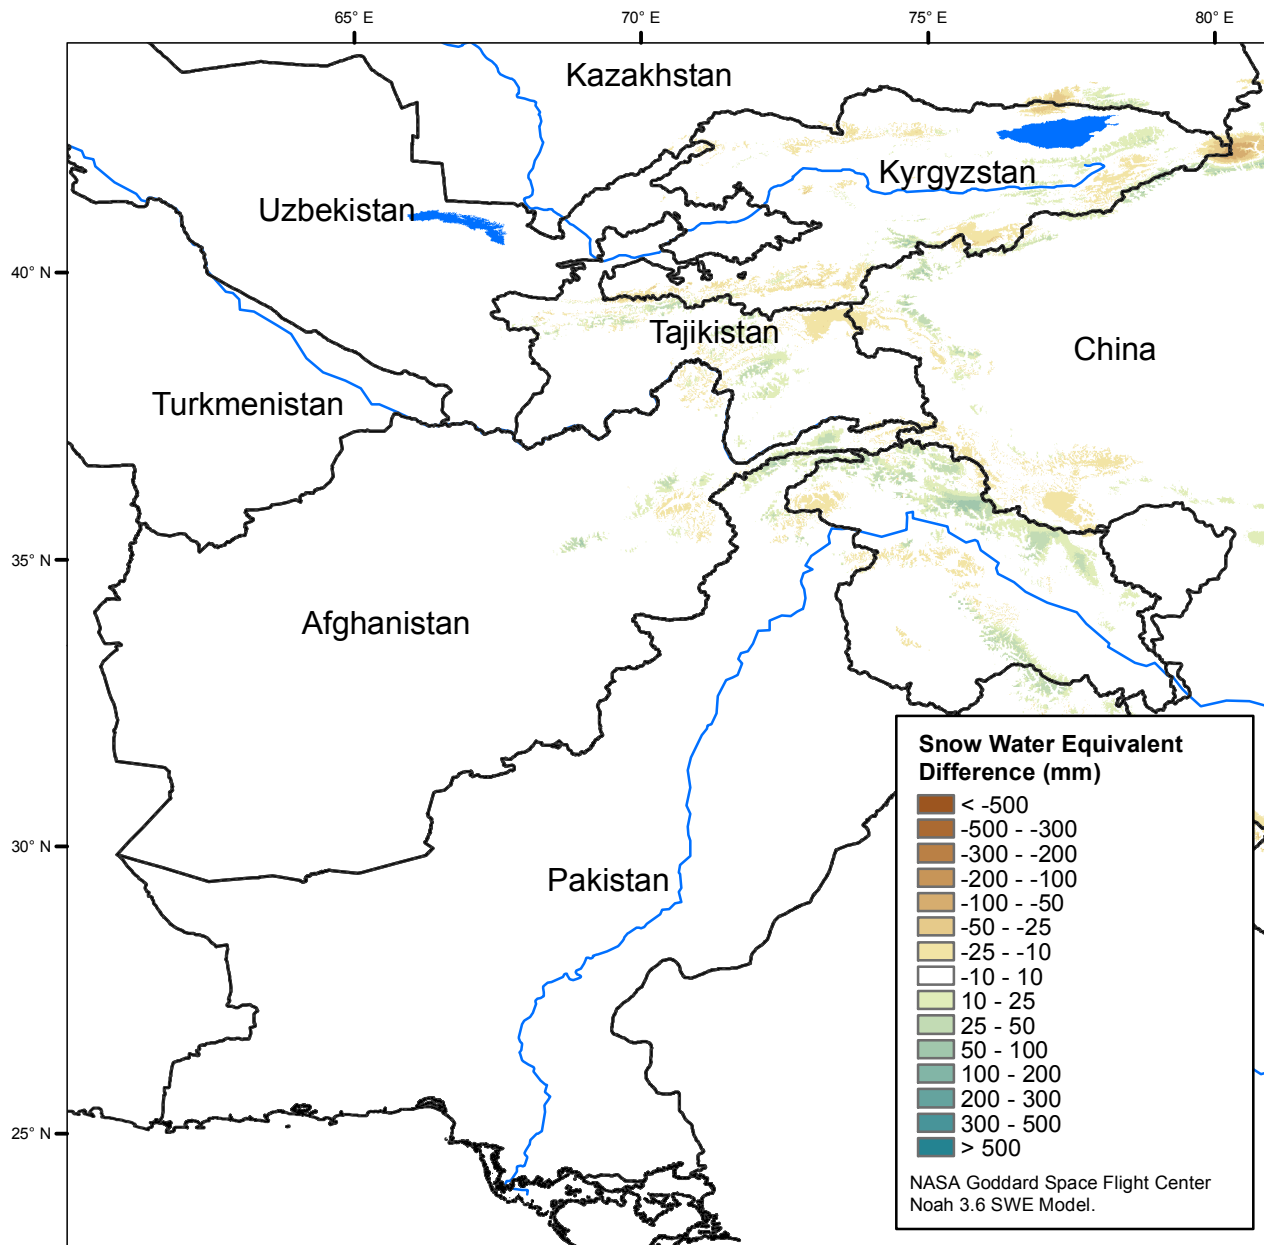 65° E
70° E
75° E
80° E
Kazakhstan
Kyrgyzstan
Uzbekistan
40° N
Tajikistan
China
Turkmenistan
35° N
Afghanistan
30° N
Pakistan
25° N
Snow Water Equivalent
Difference (mm)
< -500
-500 - -300
-300 - -200
-200 - -100
-100 - -50
-50 - -25
-25 - -10
-10 - 10
10 - 25
25 - 50
50 - 100
100 - 200
200 - 300
300 - 500
> 500
NASA Goddard Space Flight Center
Noah 3.6 SWE Model.